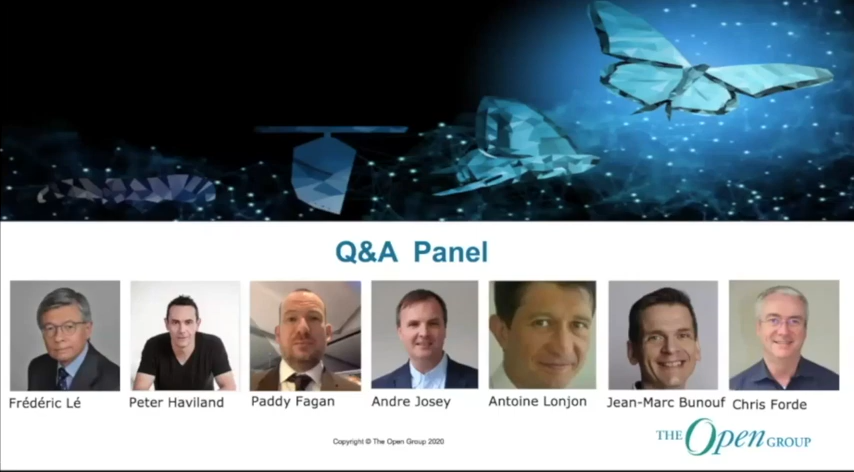 Q&A Panel
Frédéric Lé
Peter Haviland
Paddy Fagan
Andre Josey
Antoine Lonjon
Jean-Marc Bunouf
Chris Forde
Copyright © The Open Group 2020
THE Open GROUP